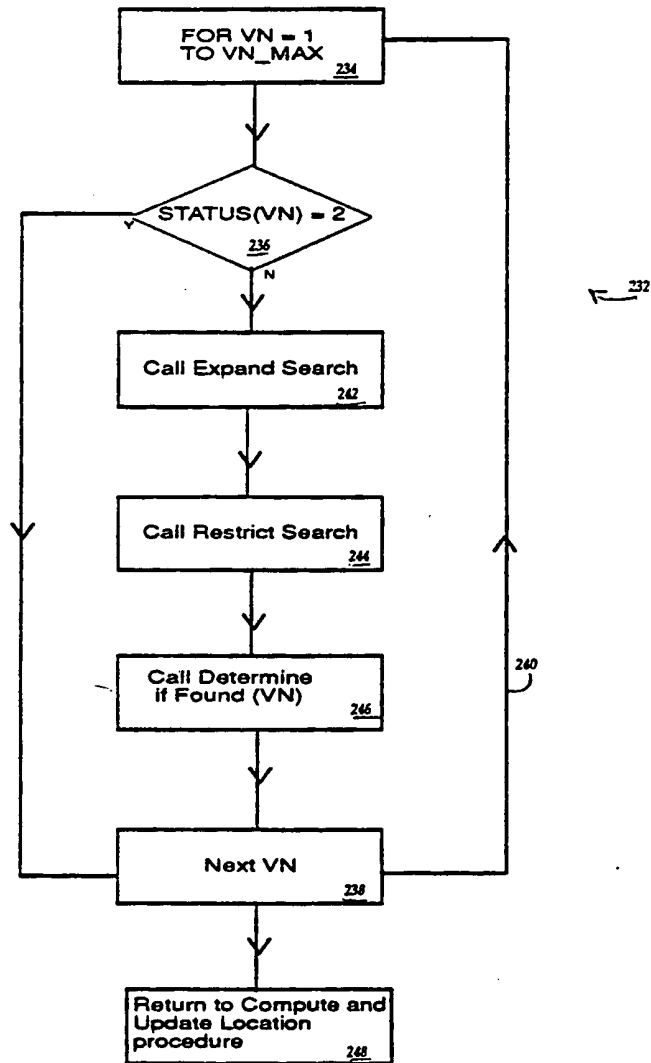 FOR VN = 1
TO VN_MAX
234
STATUS(VN) = 2
Y
236
N
232
Call Expand Search
242
Call Restrict Search
244
240
Call Determine
if Found (VN)
246
Next VN
238
Return to Compute and
Update Location
procedure
248